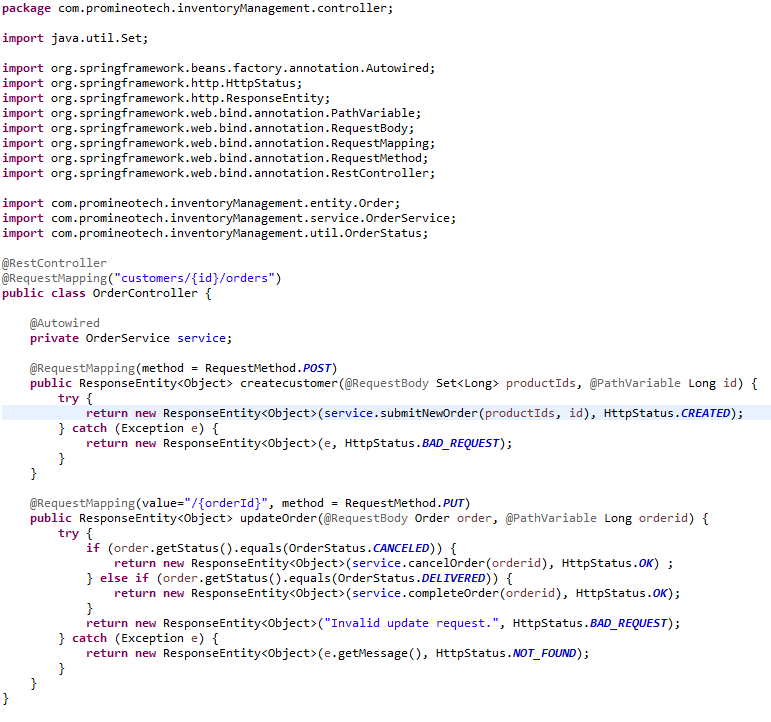 package com.promineotech.inventoryManagement.controller;
import java.util.Set;
import org.springframework.beans.factory.annotation.Autowired;
import org.springframework.http.HttpStatus;
import org.springframework.http.ResponseEntity;
import org.springframework.web.bind.annotation.PathVariable;
import org.springframework.web.bind.annotation.RequestBody;
import org.springframework.web.bind.annotation.RequestMapping;
import org.springframework.web.bind.annotation.RequestMethod;
import org.springframework.web.bind.annotation.RestController;
import com.promineotech.inventoryManagement.entity.Order;
import com.promineotech.inventoryManagement.service.OrderService;
import com.promineotech.inventoryManagement.util.OrderStatus;
@RestController
@RequestMapping("customers/{id}/orders")
public class OrderController {
@Autowired
private OrderService service;
@RequestMapping(method = RequestMethod.POST)
public ResponseEntity<Object> createcustomer(@RequestBody Set<Long> productIds, @PathVariable Long id) {
try {
return new ResponseEntity<Object>(service.submitNewOrder(productIds, id), HttpStatus.CREATED);
} catch (Exception e) {
return new ResponseEntity<Object>(e, HttpStatus.BAD_REQUEST);
}
}
@RequestMapping(value="/{orderId}", method = RequestMethod.PUT)
public ResponseEntity<Object> updateOrder(@RequestBody Order order, @PathVariable Long orderid) {
try {
if (order.getStatus().equals(OrderStatus.CANCELED)) {
return new ResponseEntity<Object>(service.cancelOrder(orderid), HttpStatus.OK) ;
} else if (order.getStatus().equals(OrderStatus.DELIVERED)) {
return new ResponseEntity<Object>(service.completeOrder(orderid), HttpStatus.OK);
}
return new ResponseEntity<Object>("Invalid update request.", HttpStatus.BAD_REQUEST);
} catch (Exception e) {
return new ResponseEntity<Object>(e.getMessage(), HttpStatus.NOT_FOUND);
}
}
}